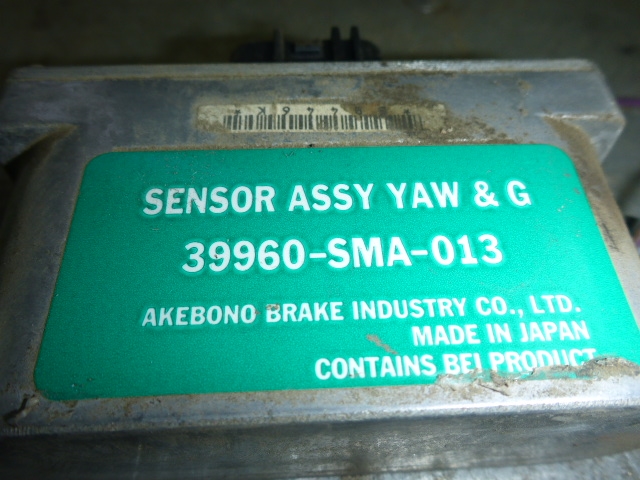 SENSOR ASSY YAW & G
39960-SMA-013
AKEBONO BRAKE INDUSTRY CO., LTD.
MADE IN JAPAN
CONTAINS BEI PRODUCT